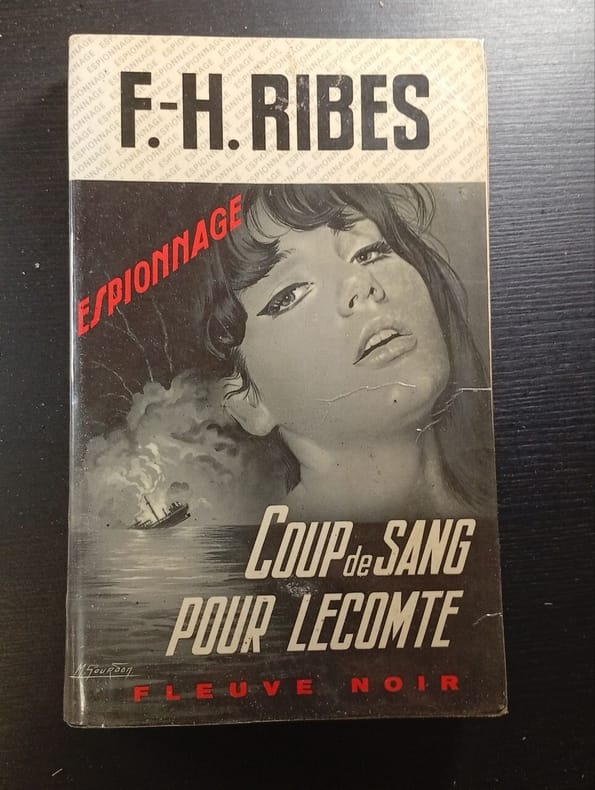 F.-H. RIBES
ESPIONNAGE
COUP de SANG
POUR LECOMTE
M. GOURDON
FLEUVE NOIR